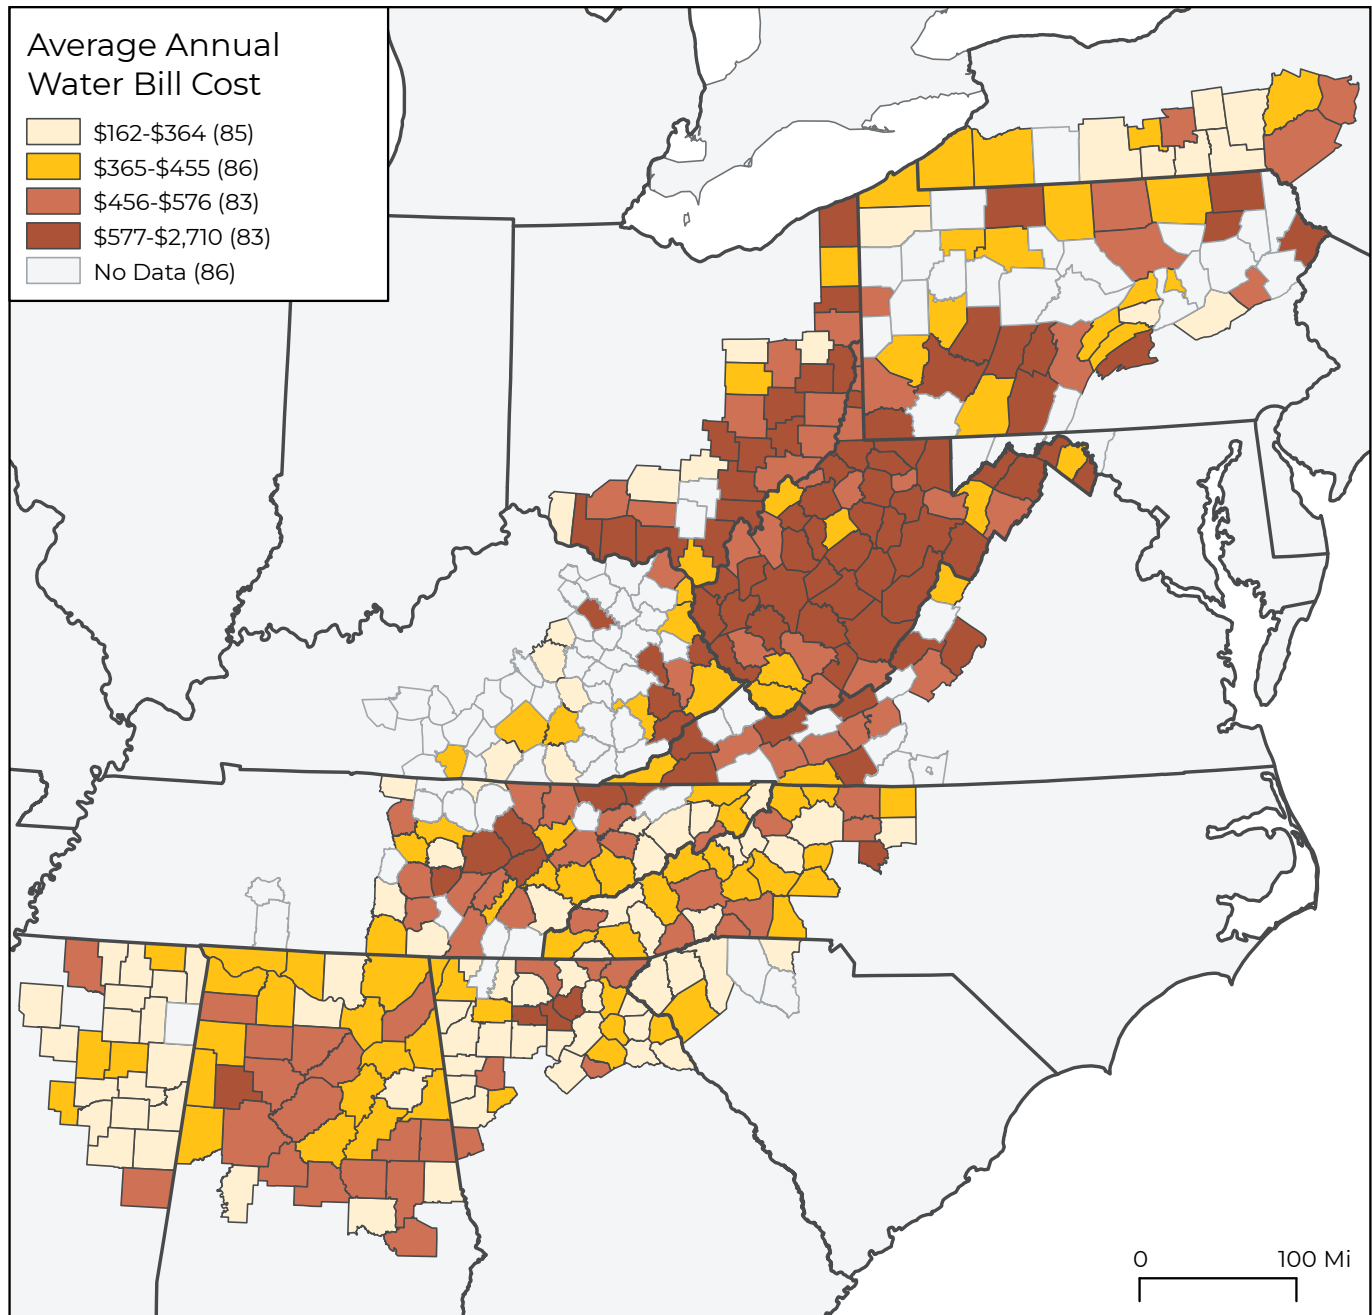 Average Annual
Water Bill Cost
$162-$364 (85)
$365-$455 (86)
$456-$576 (83)
$577-$2,710 (83)
No Data (86)
0 100 Mi